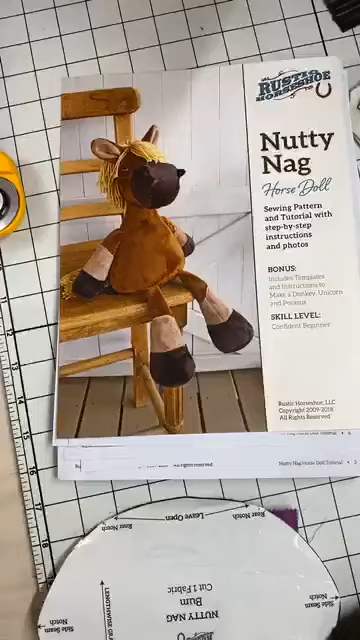 RUSTIC
HORSESHOE
Nutty
Nag
Horse Doll
Sewing Pattern
and Tutorial with
step-by-step
instructions
and photos
BONUS:
Includes Templates
and Instructions to
Make a Donkey, Unicorn
and Pegasus
SKILL LEVEL:
Confident Beginner
Rustic Horseshoe, LLC
Copyright 2009-2018
All Rights Reserved
Nutty Nag Horse Doll Tutorial • 2
Rear Notch
Leave Open
Rear Notch
Side Seam
Notch
Side Seam
Notch
LENGTHWISE
NUTTY NAG
Bum
Cut 1 Fabric
18